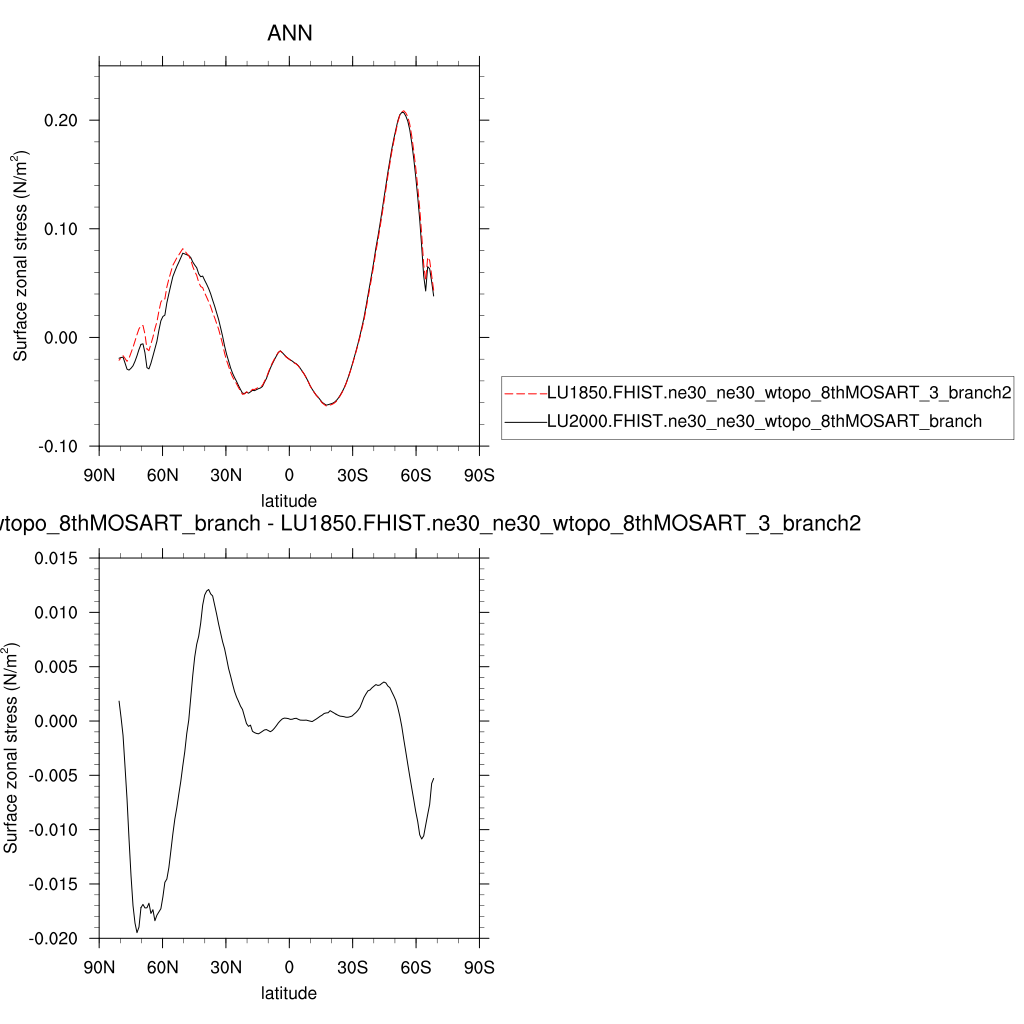 ANN
Surface zonal stress (N/m²)
0.20
0.10
0.00
-0.10
90N 60N 30N 0 30S 60S 90S
latitude
LU1850.FHIST.ne30_ne30_wtopo_8thMOSART_3_branch2
LU2000.FHIST.ne30_ne30_wtopo_8thMOSART_branch
wtopo_8thMOSART_branch - LU1850.FHIST.ne30_ne30_wtopo_8thMOSART_3_branch2
Surface zonal stress (N/m²)
0.015
0.010
0.005
0.000
-0.005
-0.010
-0.015
-0.020
90N 60N 30N 0 30S 60S 90S
latitude